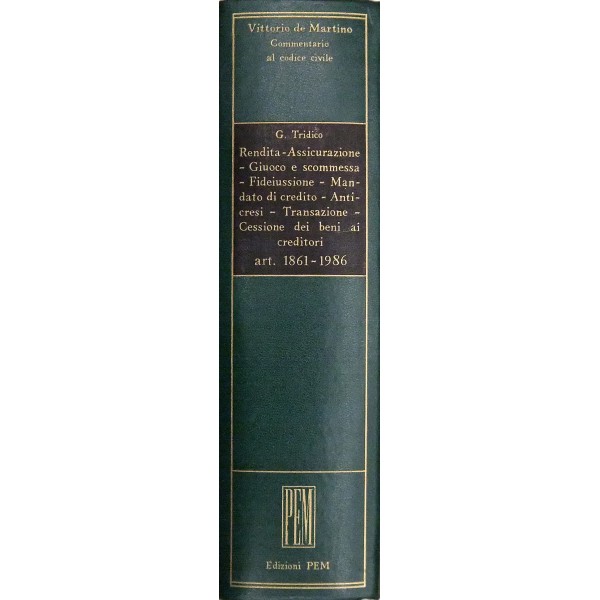 Vittorio de Martino
Commentario
al codice civile
G. Tridico
Rendita-Assicurazione
- Giuoco e scommessa
- Fideiussione - Man-
dato di credito - Anti-
cresi - Transazione -
Cessione dei beni ai
creditori
art. 1861-1986
PEM
Edizioni PEM